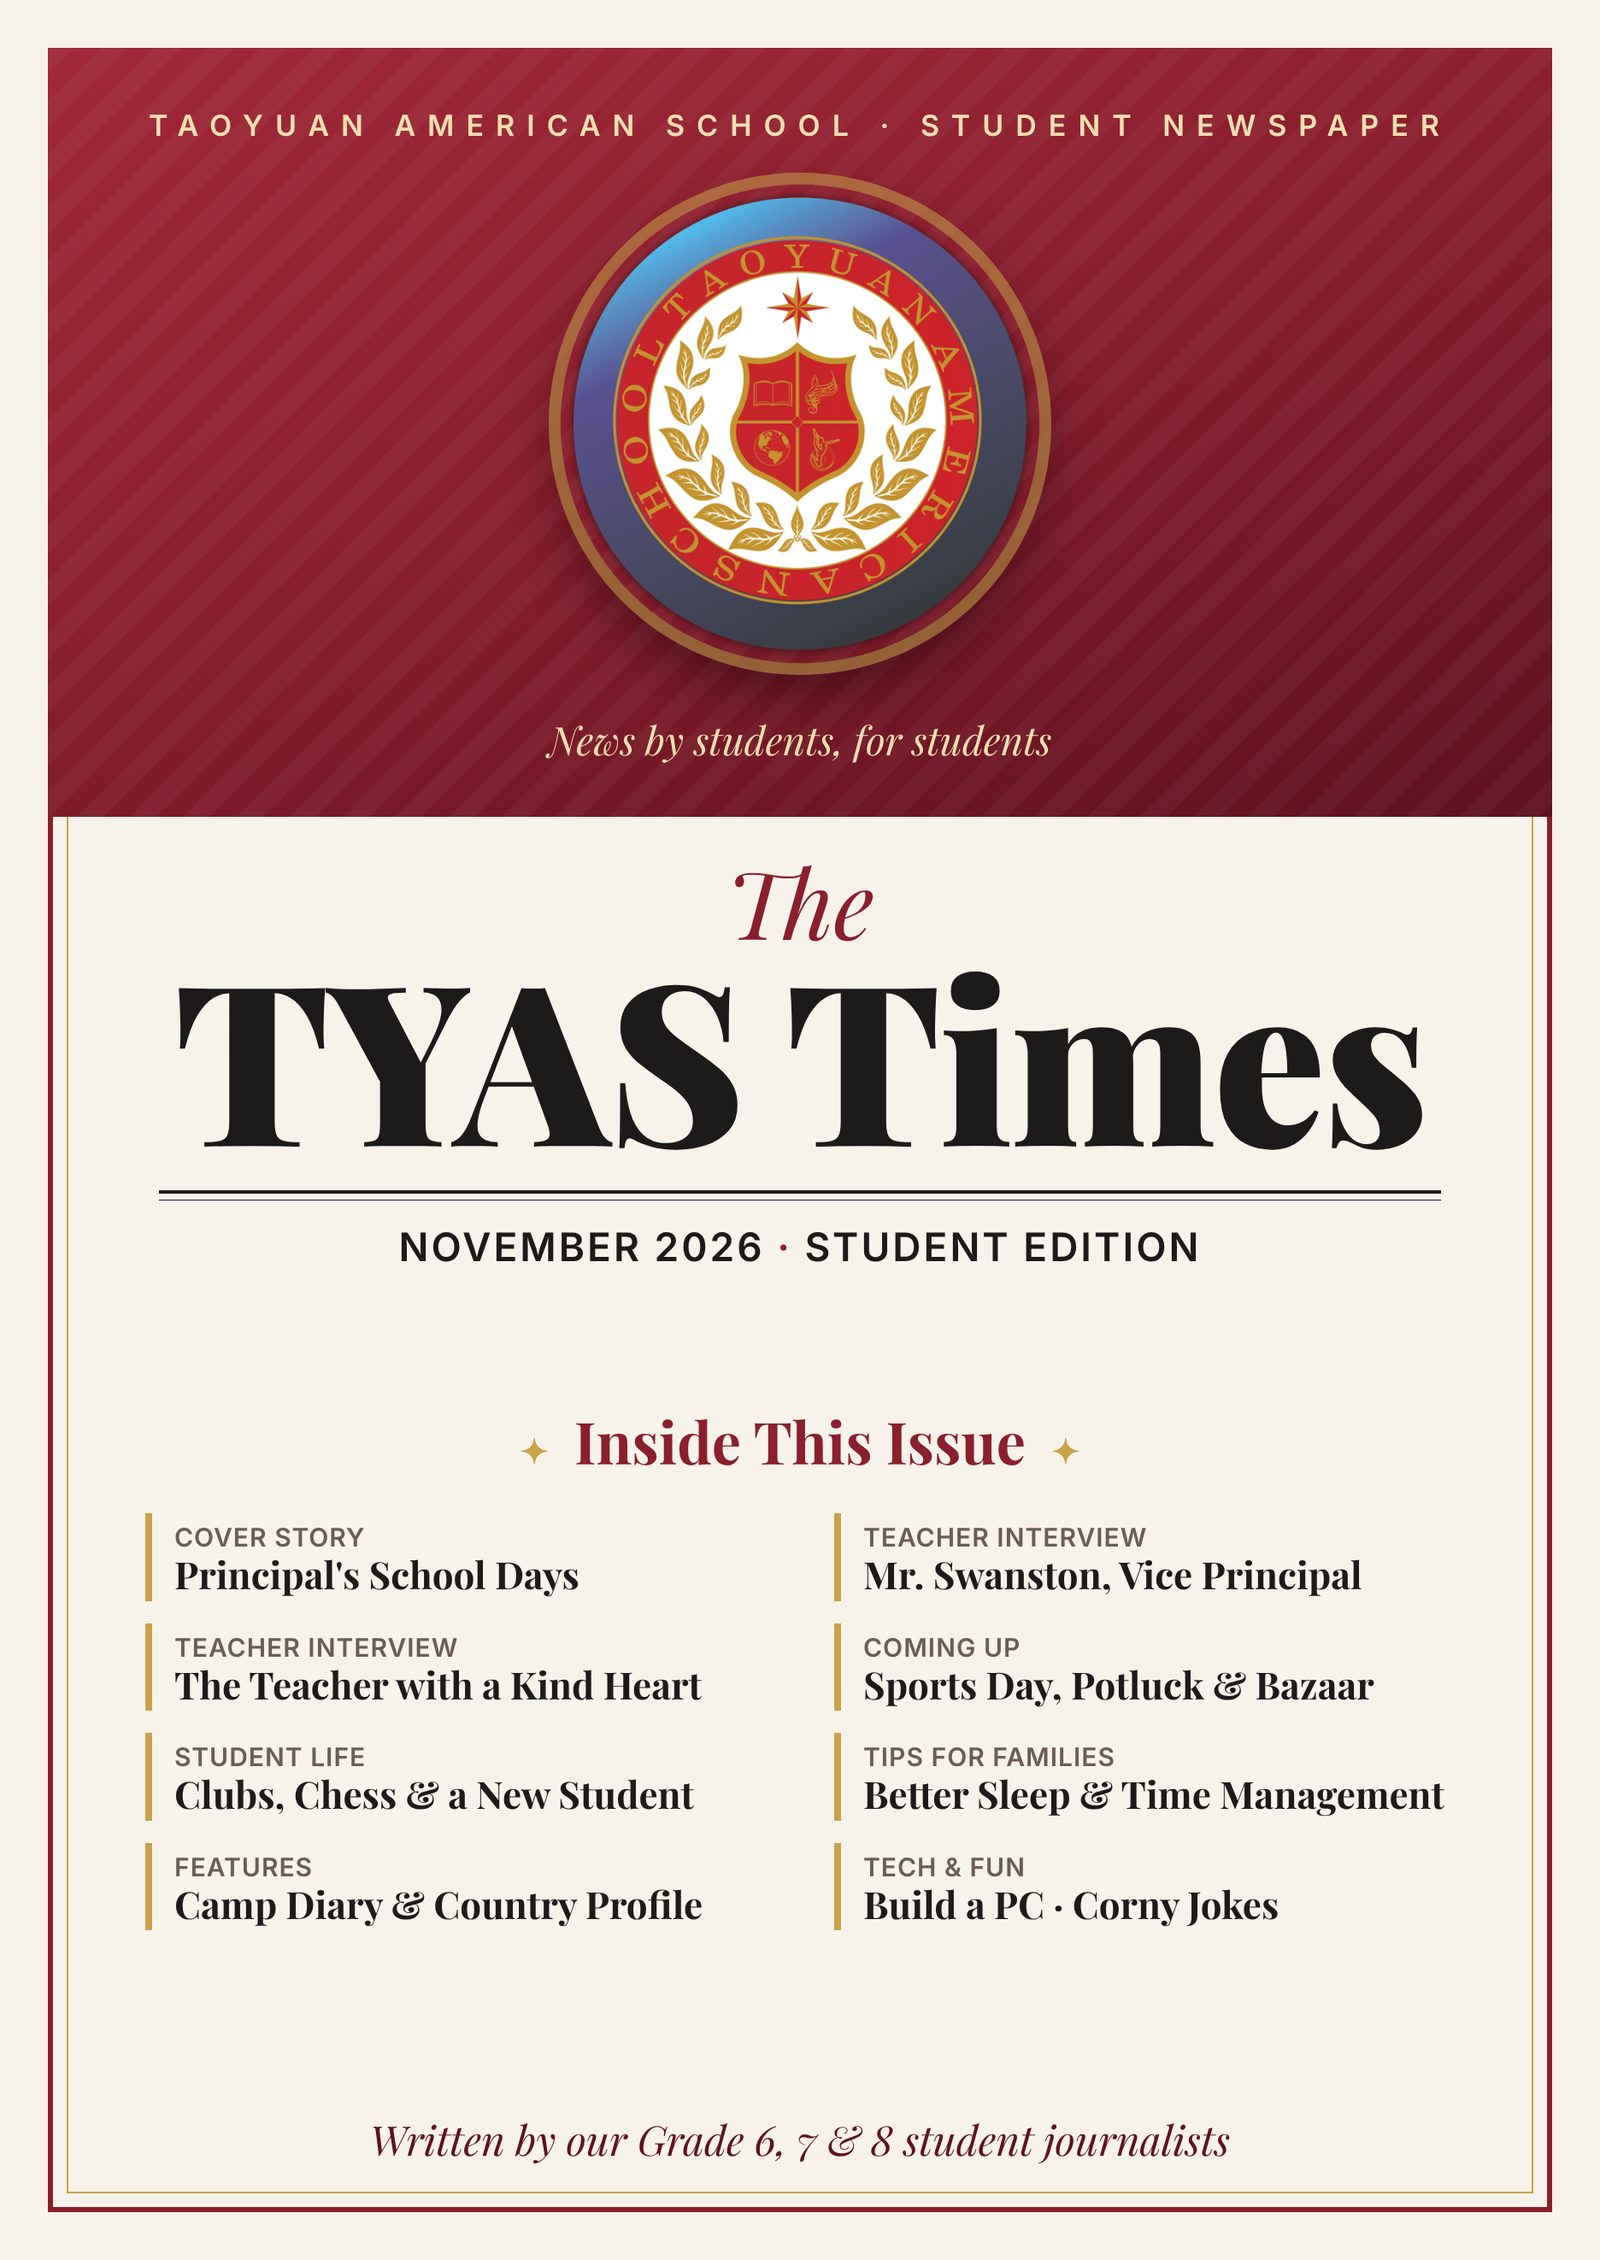 TAOYUAN AMERICAN SCHOOL · STUDENT NEWSPAPER
TAOYUAN AMERICAN SCHOOL
News by students, for students
The
TYAS Times
NOVEMBER 2026 · STUDENT EDITION
✦ Inside This Issue ✦
COVER STORY
Principal's School Days
TEACHER INTERVIEW
Mr. Swanston, Vice Principal
TEACHER INTERVIEW
The Teacher with a Kind Heart
COMING UP
Sports Day, Potluck & Bazaar
STUDENT LIFE
Clubs, Chess & a New Student
TIPS FOR FAMILIES
Better Sleep & Time Management
FEATURES
Camp Diary & Country Profile
TECH & FUN
Build a PC · Corny Jokes
Written by our Grade 6, 7 & 8 student journalists